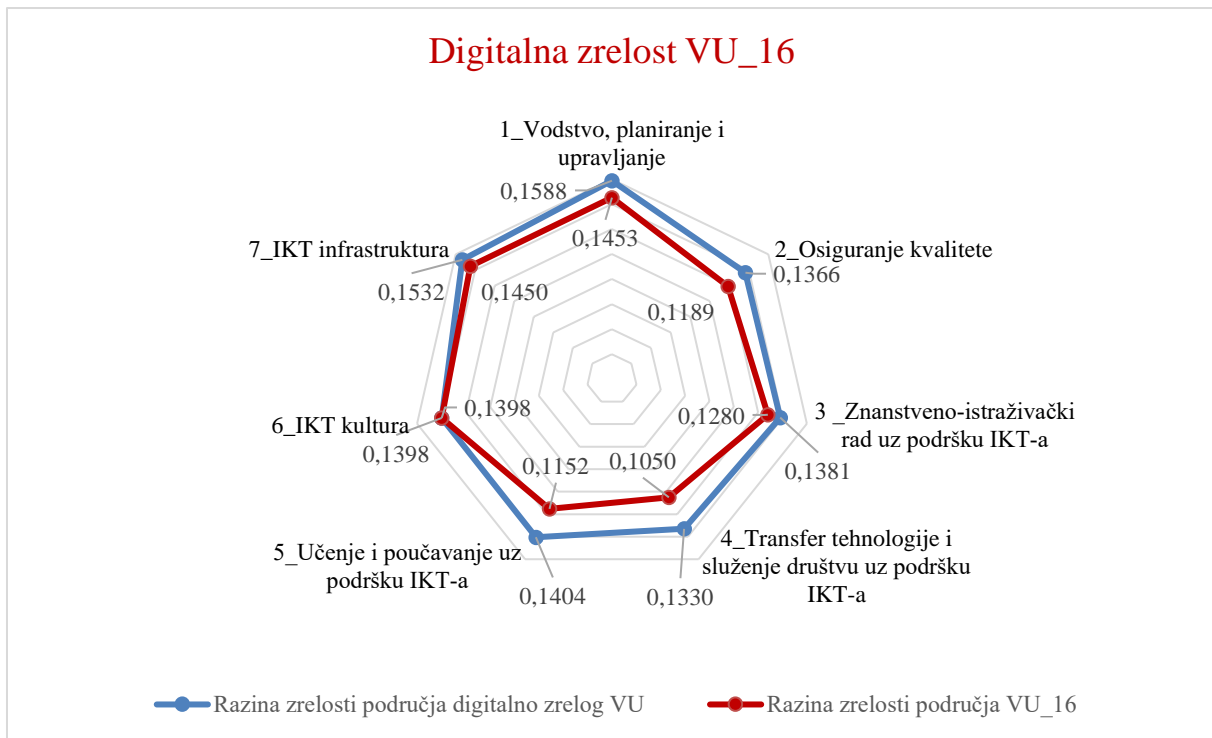 Digitalna zrelost VU_16
1_Vodstvo, planiranje i
upravljanje
0,1588
0,1453
7_IKT infrastruktura
2_Osiguranje kvalitete
0,1366
0,1532
0,1450
0,1189
6_IKT kultura
0,1398
0,1398
0,1280
3 _Znanstveno-istraživački
rad uz podršku IKT-a
0,1381
0,1152
0,1050
5_Učenje i poučavanje uz
podršku IKT-a
0,1404
4_Transfer tehnologije i
služenje društvu uz podršku
IKT-a
0,1330
Razina zrelosti područja digitalno zrelog VU
Razina zrelosti područja VU_16